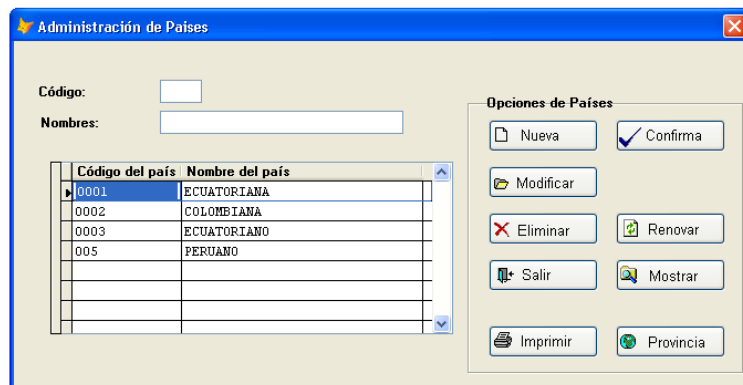 Administración de Paises
Código:
Nombres:
Código del país Nombre del país
0001 ECUATORIANA
0002 COLOMBIANA
0003 ECUATORIANO
005 PERUANO
Opciones de Países
Nueva Confirma
Modificar
Eliminar Renovar
Salir Mostrar
Imprimir Provincia